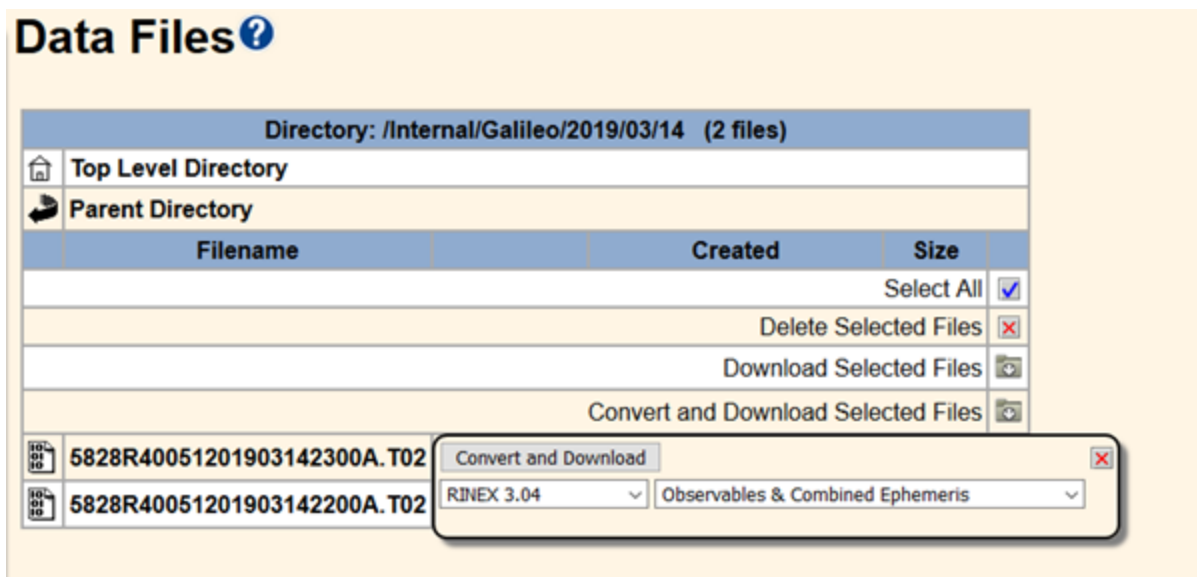 Data Files?
Directory: /Internal/Galileo/2019/03/14 (2 files)
Top Level Directory
Parent Directory
Filename Created Size
Select All
Delete Selected Files
Download Selected Files
Convert and Download Selected Files
5828R40051201903142300A.T02 Convert and Download
5828R40051201903142200A.T02 RINEX 3.04 Observables & Combined Ephemeris